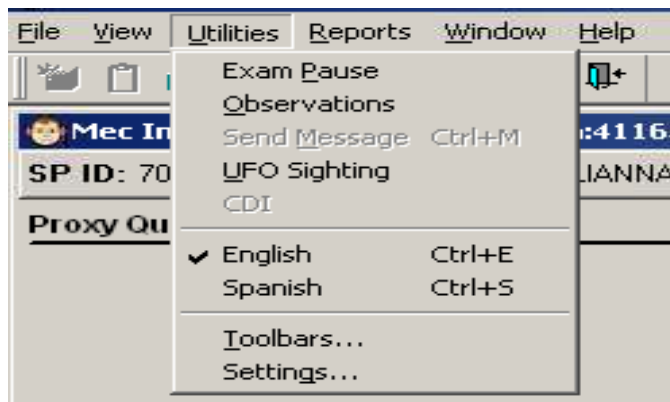 File View Utilities Reports Window Help
Exam Pause
Observations
Mec In :4116
Send Message Ctrl+M
SP ID: 70 LIANNA
UFO Sighting
CDI
Proxy Qu
✔ English Ctrl+E
Spanish Ctrl+S
Toolbars...
Settings...